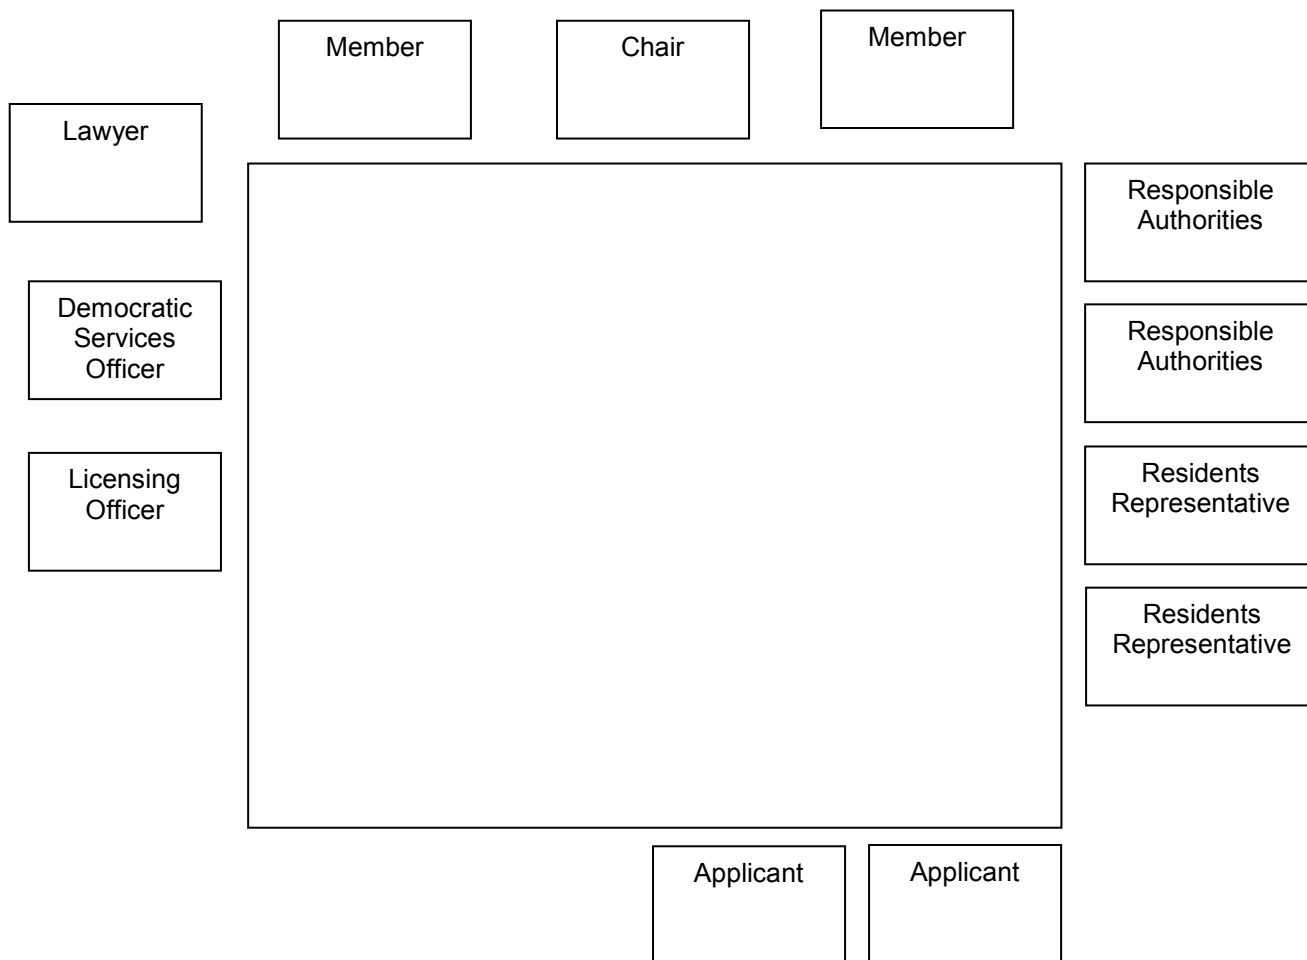 Member
Chair
Member
Lawyer
Responsible
Authorities
Democratic
Services
Officer
Responsible
Authorities
Licensing
Officer
Residents
Representative
Residents
Representative
Applicant
Applicant